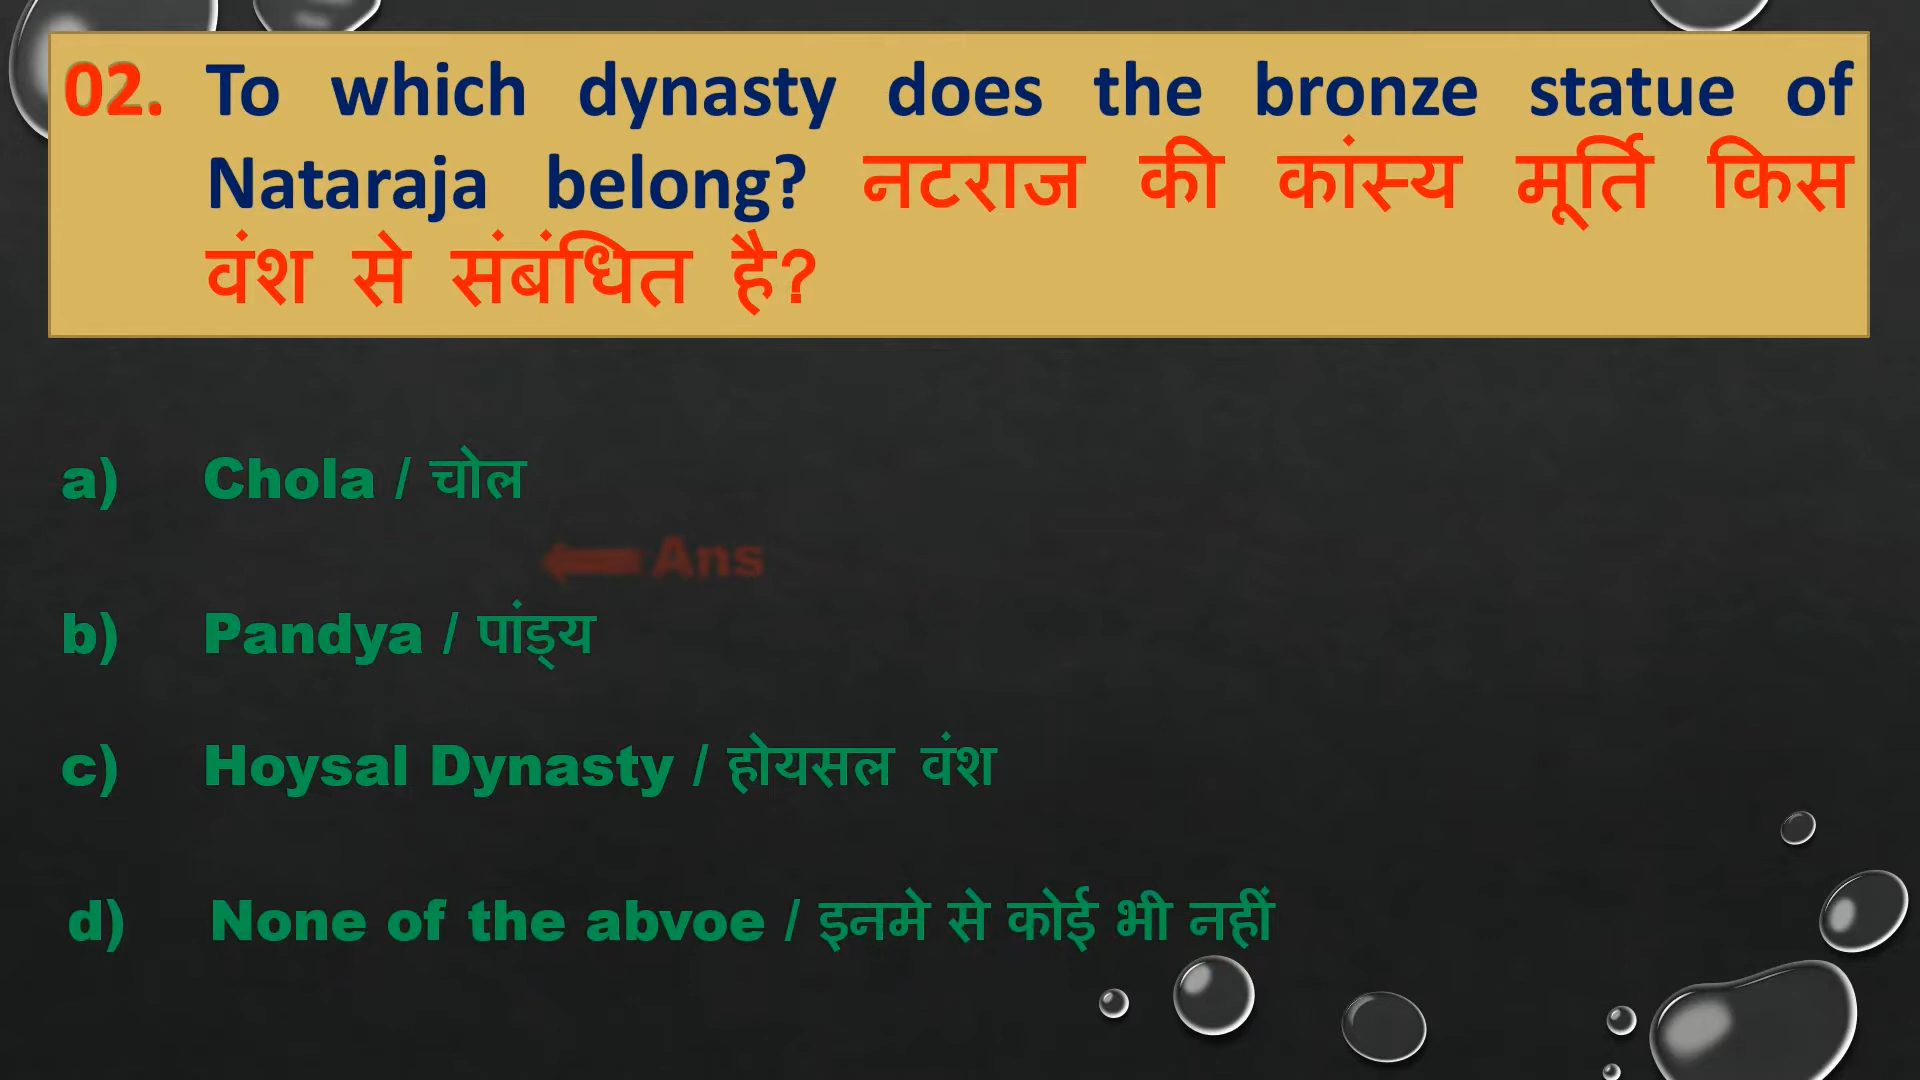 02. To which dynasty does the bronze statue of
Nataraja belong? नटराज की कांस्य मूर्ति किस
वंश से संबंधित है?
a) Chola / चोल
Ans
b) Pandya / पांड्य
c) Hoysal Dynasty / होयसल वंश
d) None of the abvoe / इनमे से कोई भी नहीं